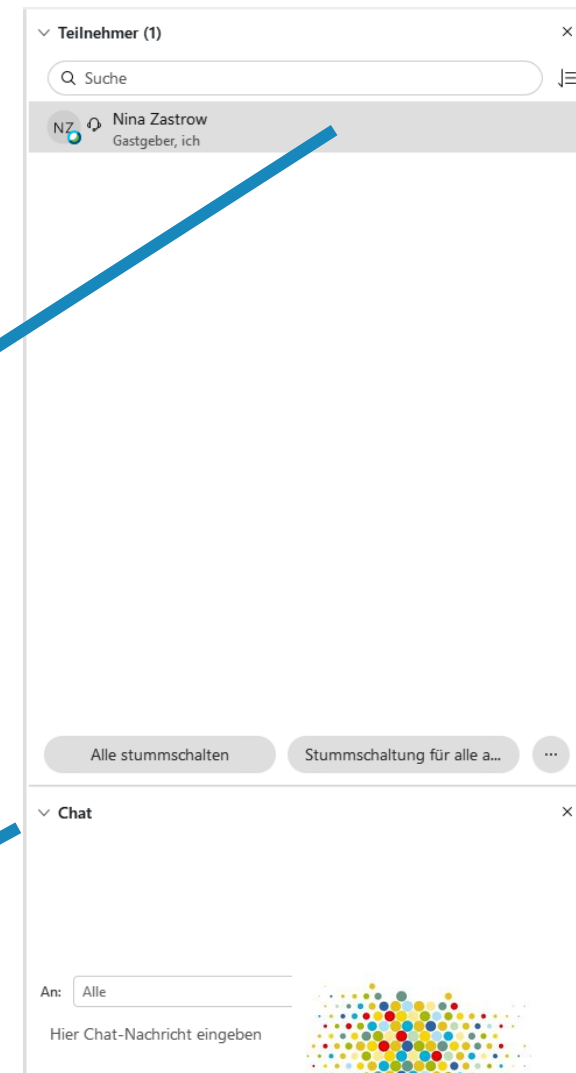 Teilnehmer (1)
Suche
NZ
Nina Zastrow
Gastgeber, ich
Alle stummschalten
Stummschaltung für alle a...
...
Chat
An: Alle
Hier Chat-Nachricht eingeben